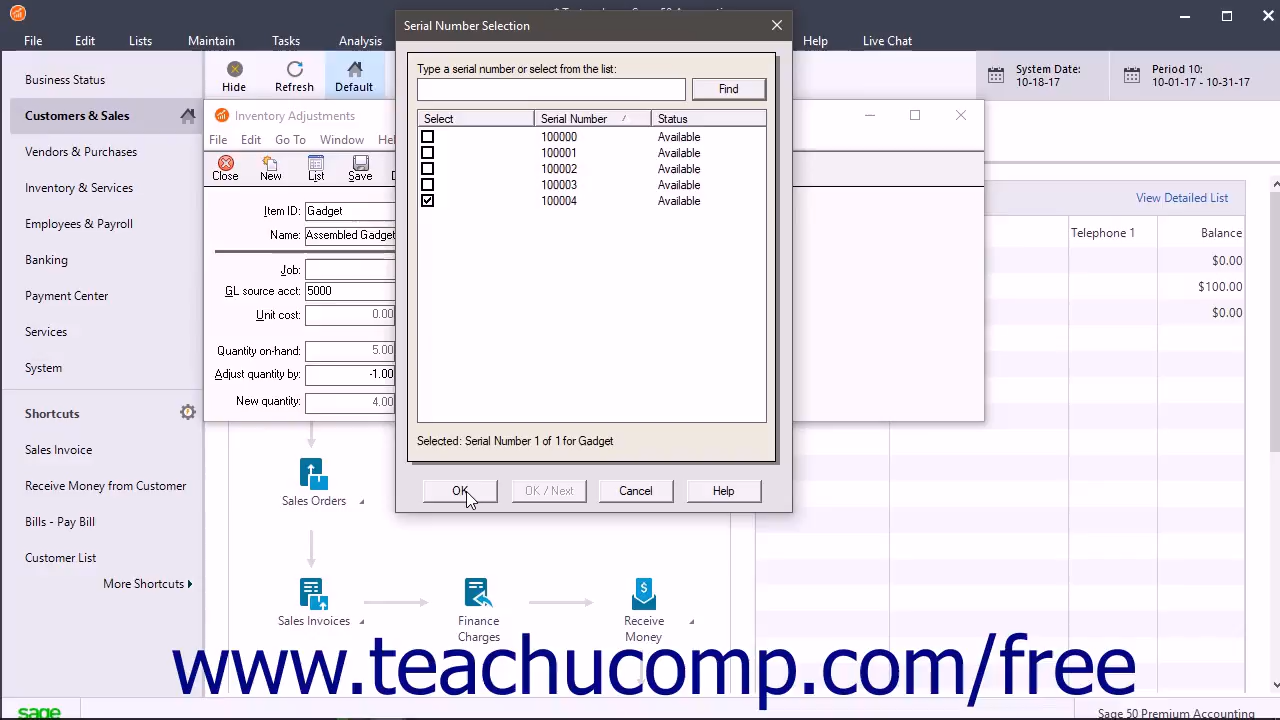 Serial Number Selection
File Edit Lists Maintain Tasks Analysis Help Live Chat
Business Status
Customers & Sales
Vendors & Purchases
Inventory & Services
Employees & Payroll
Banking
Payment Center
Services
System
Shortcuts
Sales Invoice
Receive Money from Customer
Bills - Pay Bill
Customer List
More Shortcuts
Hide Refresh Default
System Date:
10-18-17
Period 10:
10-01-17 - 10-31-17
Inventory Adjustments
File Edit Go To Window
Close New List Save
Item ID: Gadget
Name: Assembled Gadget
Job:
GL source acct: 5000
Unit cost: 0.00
Quantity on-hand: 5.00
Adjust quantity by: -1.00
New quantity: 4.00
Type a serial number or select from the list:
Find
Select Serial Number / Status
100000 Available
100001 Available
100002 Available
100003 Available
100004 Available
Selected: Serial Number 1 of 1 for Gadget
OK OK / Next Cancel Help
View Detailed List
Telephone 1 Balance
$0.00
$100.00
$0.00
Sales Orders
Sales Invoices
Finance
Charges
Receive
Money
www.teachucomp.com/free
sage
Sage 50 Premium Accounting